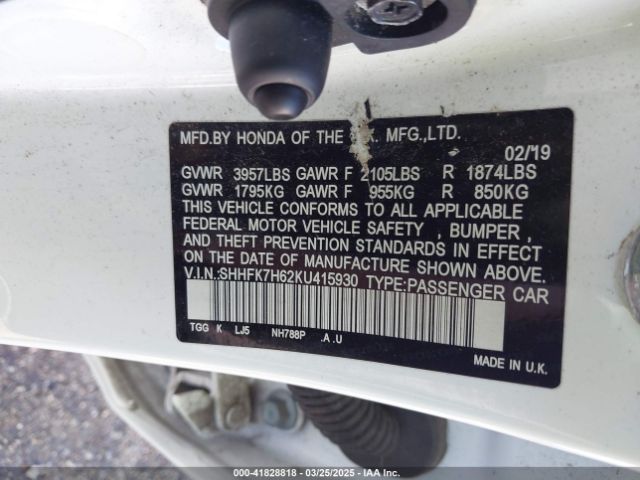 MFD.BY HONDA OF THE U.K. MFG.,LTD.
02/19
GVWR 3957LBS GAWR F 2105LBS R 1874LBS
GVWR 1795KG GAWR F 955KG R 850KG
THIS VEHICLE CONFORMS TO ALL APPLICABLE
FEDERAL MOTOR VEHICLE SAFETY , BUMPER ,
AND THEFT PREVENTION STANDARDS IN EFFECT
ON THE DATE OF MANUFACTURE SHOWN ABOVE.
V.I.N.:SHHFK7H62KU415930 TYPE:PASSENGER CAR
TGG K LJ5 NH788P .A .U
MADE IN U.K.
000-41828818 - 03/25/2025 - IAA Inc.